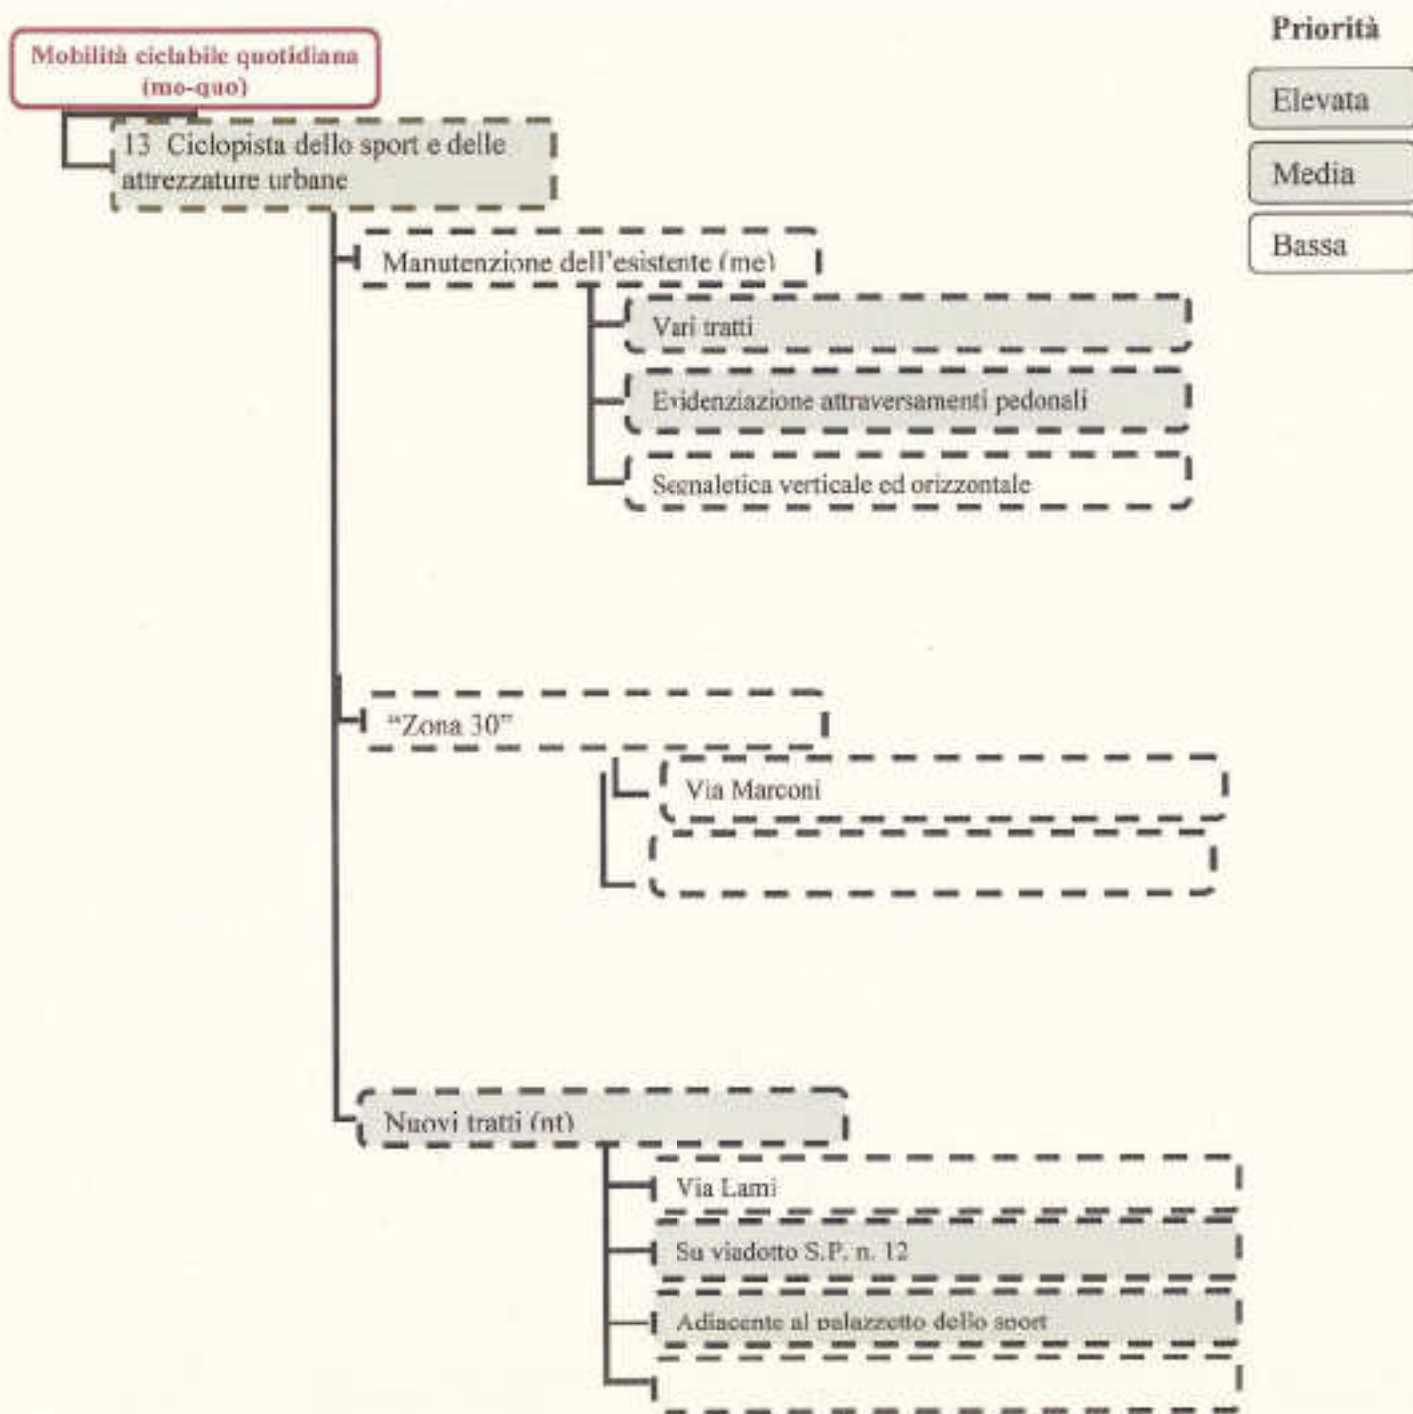 Priorità
Mobilità ciclabile quotidiana
(mo-quo)
Elevata
13 Ciclopista dello sport e delle
attrezzature urbane
Media
Bassa
Manutenzione dell'esistente (me)
Vari tratti
Evidenziazione attraversamenti pedonali
Segnaletica verticale ed orizzontale
“Zona 30”
Via Marconi
Nuovi tratti (nt)
Via Lami
Su viadotto S.P. n. 12
Adiacente al palazzetto dello sport